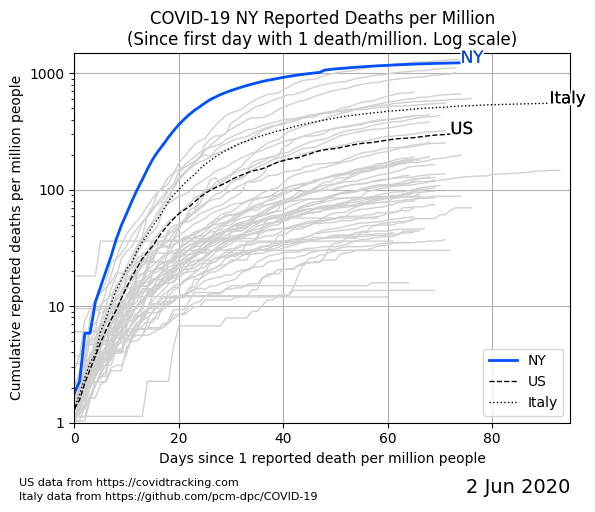 COVID-19 NY Reported Deaths per Million
(Since first day with 1 death/million. Log scale)
Cumulative reported deaths per million people
1000
100
10
1
NY
Italy
US
NY
US
Italy
0 20 40 60 80
Days since 1 reported death per million people
US data from https://covidtracking.com
Italy data from https://github.com/pcm-dpc/COVID-19
2 Jun 2020